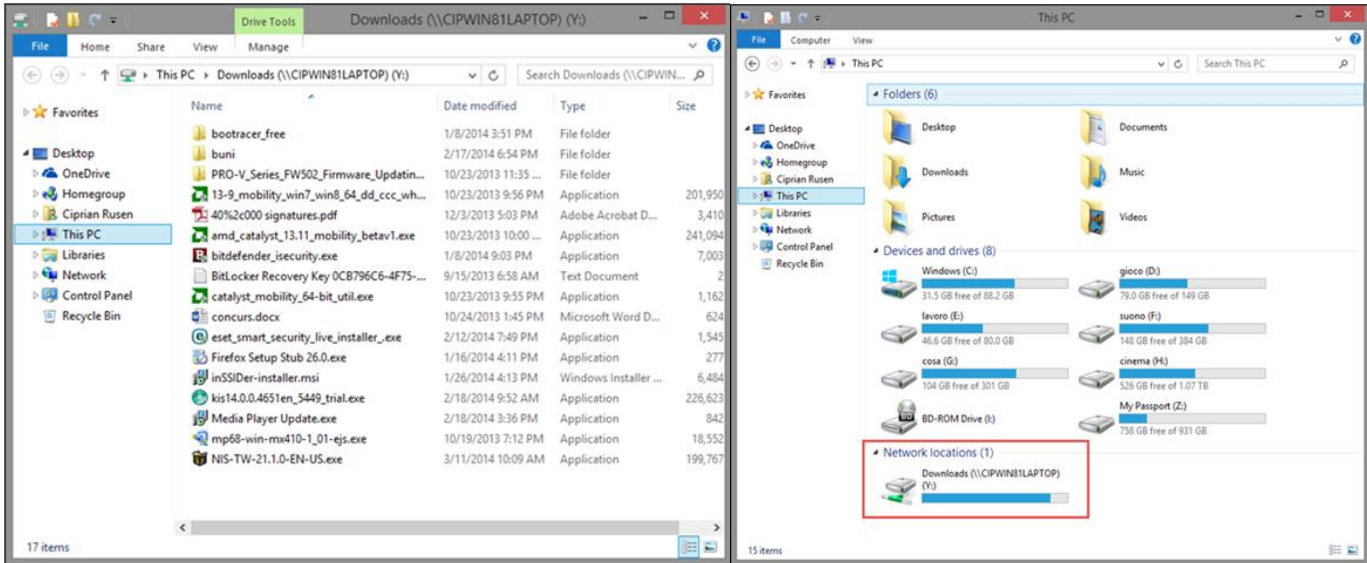 Drive Tools
Downloads (\\CIPWIN81LAPTOP) (Y:)
File Home Share View Manage
This PC Downloads (\\CIPWIN81LAPTOP) (Y:)
Search Downloads (\\CIPWIN...
Favorites
Desktop
OneDrive
Homegroup
Ciprian Rusen
This PC
Libraries
Network
Control Panel
Recycle Bin
Name Date modified Type Size
bootracer_free 1/8/2014 3:51 PM File folder
buni 2/17/2014 6:54 PM File folder
PRO-V_Series_FW502_Firmware_Updatin... 10/23/2013 11:35 ... File folder
13-9_mobility_win7_win8_64_dd_ccc_wh... 10/23/2013 9:56 PM Application 201,950
40%2c000 signatures.pdf 12/3/2013 5:03 PM Adobe Acrobat D... 3,410
amd_catalyst_13.11_mobility_betav1.exe 10/23/2013 10:00 ... Application 241,094
bitdefender_isecurity.exe 1/8/2014 9:03 PM Application 7,003
BitLocker Recovery Key 0CB796C6-4F75-... 9/15/2013 6:58 AM Text Document 2
catalyst_mobility_64-bit_util.exe 10/23/2013 9:55 PM Application 1,162
concurs.docx 10/24/2013 1:45 PM Microsoft Word D... 624
eset_smart_security_live_installer_.exe 2/12/2014 7:49 PM Application 1,545
Firefox Setup Stub 26.0.exe 1/16/2014 4:11 PM Application 277
inSSIDer-installer.msi 1/26/2014 4:13 PM Windows Installer ... 6,484
kis14.0.0.4651en_5449_trial.exe 2/18/2014 9:52 AM Application 226,623
Media Player Update.exe 2/18/2014 3:36 PM Application 842
mp68-win-mx410-1_01-ejs.exe 10/19/2013 7:12 PM Application 18,552
NIS-TW-21.1.0-EN-US.exe 3/11/2014 10:09 AM Application 199,767
17 items
This PC
File Computer View
This PC
Search This PC
Favorites
Desktop
OneDrive
Homegroup
Ciprian Rusen
This PC
Libraries
Network
Control Panel
Recycle Bin
Folders (6)
Desktop Documents
Downloads Music
Pictures Videos
Devices and drives (8)
Windows (C:) gioco (D:)
31.5 GB free of 88.2 GB 79.0 GB free of 149 GB
lavoro (E:) suono (F:)
46.6 GB free of 80.0 GB 148 GB free of 384 GB
cosa (G:) cinema (H:)
104 GB free of 301 GB 526 GB free of 1.07 TB
BD-ROM Drive (I:) My Passport (Z:)
BD
758 GB free of 931 GB
Network locations (1)
Downloads (\\CIPWIN81LAPTOP)
(Y:)
15 items